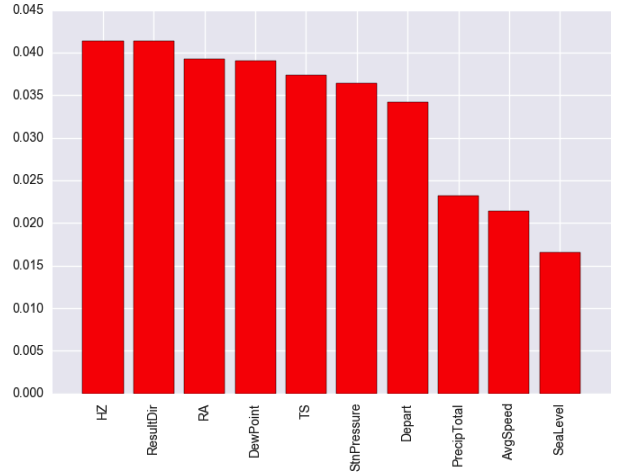 0.045
0.040
0.035
0.030
0.025
0.020
0.015
0.010
0.005
0.000
HZ
ResultDir
RA
DewPoint
TS
StnPressure
Depart
PrecipTotal
AvgSpeed
SeaLevel